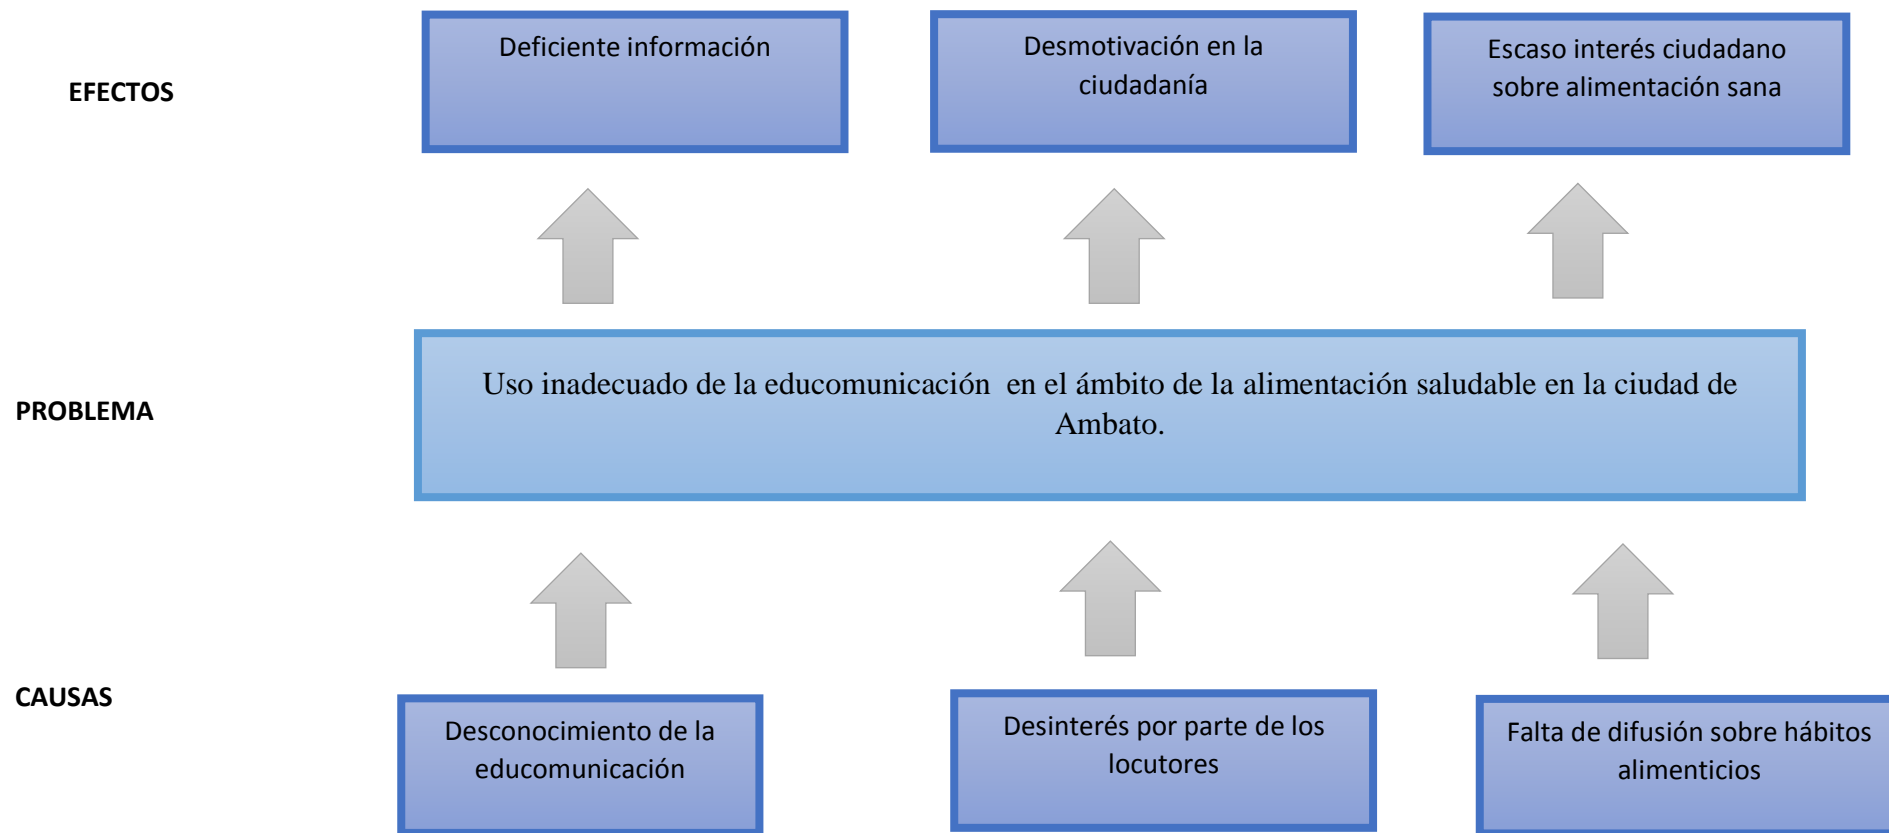 EFECTOS
Deficiente información
Desmotivación en la
ciudadanía
Escaso interés ciudadano
sobre alimentación sana
PROBLEMA
Uso inadecuado de la educomunicación  en el ámbito de la alimentación saludable en la ciudad de
Ambato.
CAUSAS
Desconocimiento de la
educomunicación
Desinterés por parte de los
locutores
Falta de difusión sobre hábitos
alimenticios